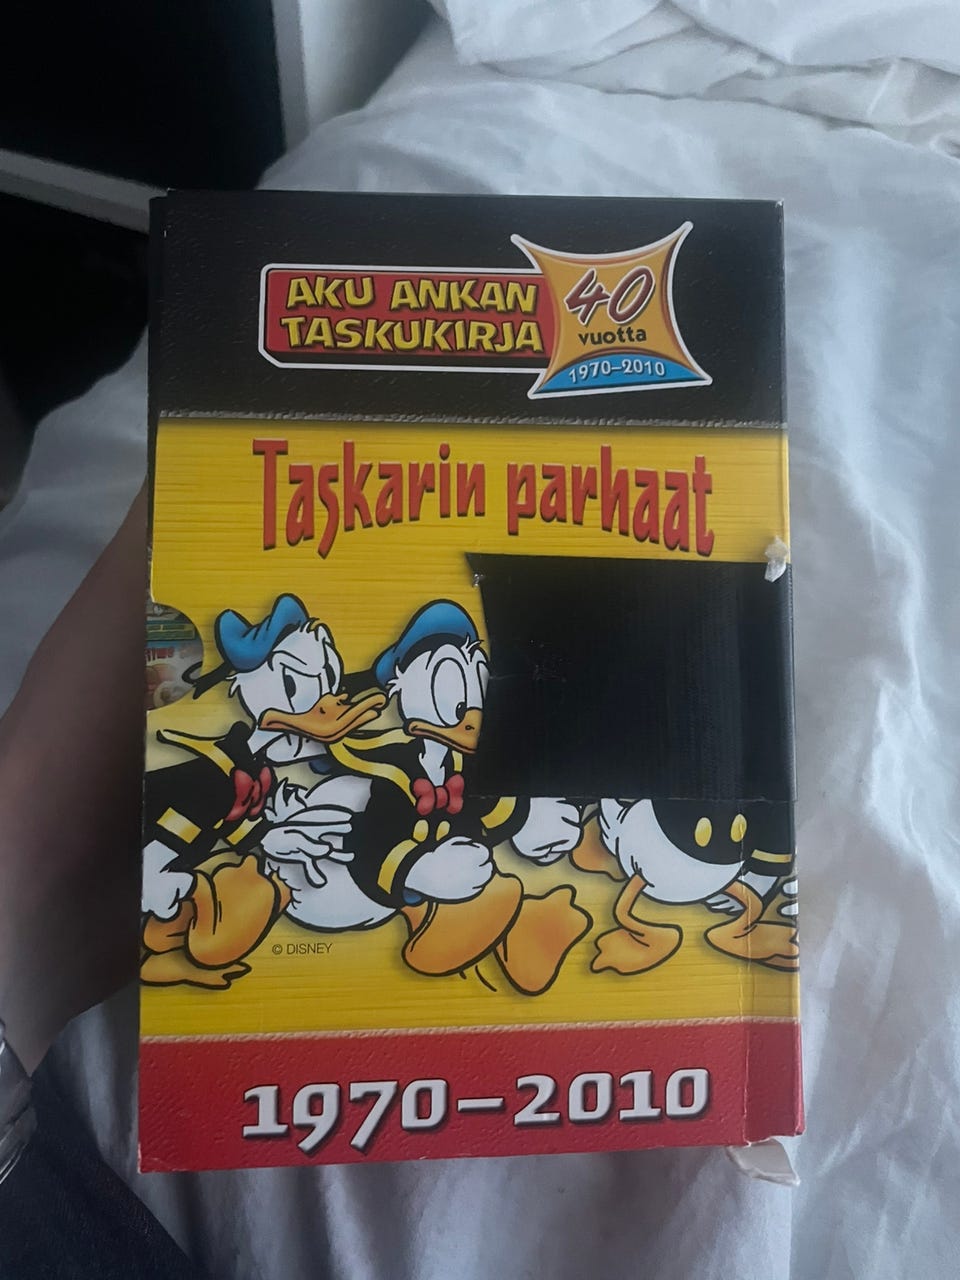 AKU ANKAN
TASKUKIRJA
40
vuotta
1970–2010
Taskarin parhaat
© DISNEY
1970–2010